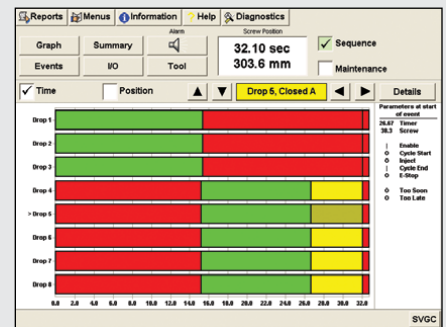 Reports Menus Information Help Diagnostics
Alarm
Screw Position
Graph Summary
32.10 sec
Sequence
Events I/O Tool
303.6 mm
Maintenance
Time Position Drop 5, Closed A Details
Parameters at start of event
26.67 Timer
38.3 Screw
| Enable
O Cycle Start
O Inject
| Cycle End
O E-Stop
O Too Soon
O Too Late
Drop 1
Drop 2
Drop 3
Drop 4
> Drop 5
Drop 6
Drop 7
Drop 8
0.0 2.0 4.0 6.0 8.0 10.0 12.0 14.0 16.0 18.0 20.0 22.0 24.0 26.0 28.0 30.0 32.0
SVGC